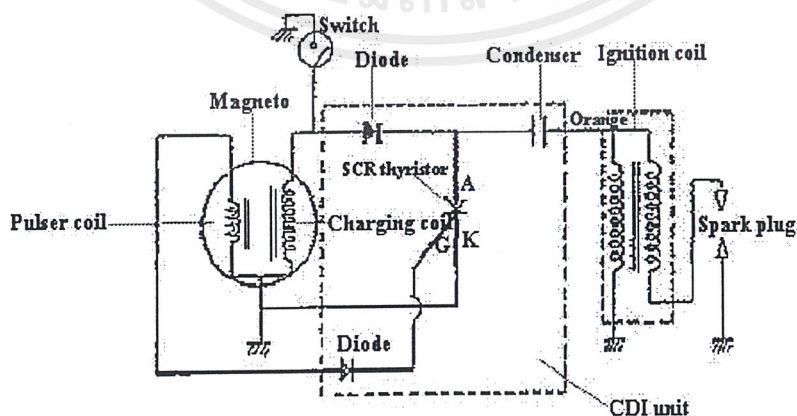 Switch
Diode
Condenser
Ignition coil
Magneto
Orange
SCR thyristor
A
Pulser coil
Charging coil
G
K
Spark plug
Diode
CDI unit